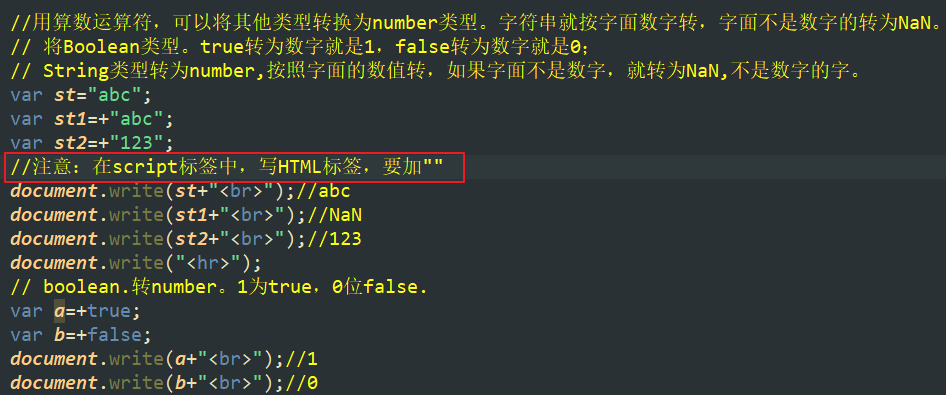 //用算数运算符，可以将其他类型转换为number类型。字符串就按字面数字转，字面不是数字的转为NaN。
// 将Boolean类型。true转为数字就是1，false转为数字就是0；
// String类型转为number,按照字面的数值转，如果字面不是数字，就转为NaN,不是数字的字。
var st="abc";
var st1=+"abc";
var st2=+"123";
//注意：在script标签中，写HTML标签，要加""
document.write(st+"<br>");//abc
document.write(st1+"<br>");//NaN
document.write(st2+"<br>");//123
document.write("<hr>");
// boolean.转number。1为true，0位false.
var a=+true;
var b=+false;
document.write(a+"<br>");//1
document.write(b+"<br>");//0